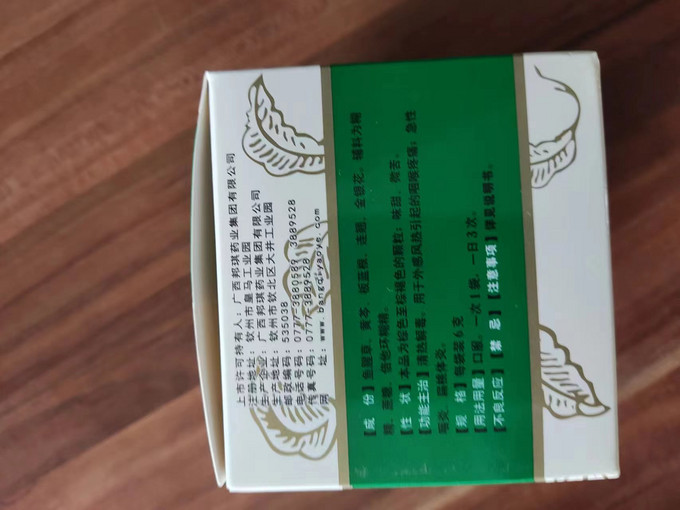 上市许可持有人：广西邦琪药业集团有限公司
注册地址：钦州市皇马工业园
生产企业：广西邦琪药业集团有限公司
生产地址：钦州市钦北区大井工业园
邮政编码：535038
电话号码：0777-3889589 3889528
传真号码：0777-3889528
网 址：www.bangqiyaoye.com
【成 份】鱼腥草、黄芩、板蓝根、连翘、金银花。辅料为糊
精、蔗糖、倍他环糊精。
【性 状】本品为棕色至棕褐色的颗粒；味甜、微苦。
【功能主治】清热解毒。用于外感风热引起的咽喉疼痛；急性
咽炎、扁桃体炎。
【规 格】每袋装6克
【用法用量】口服。一次1袋，一日3次。
【不良反应】【禁 忌】【注意事项】详见说明书。